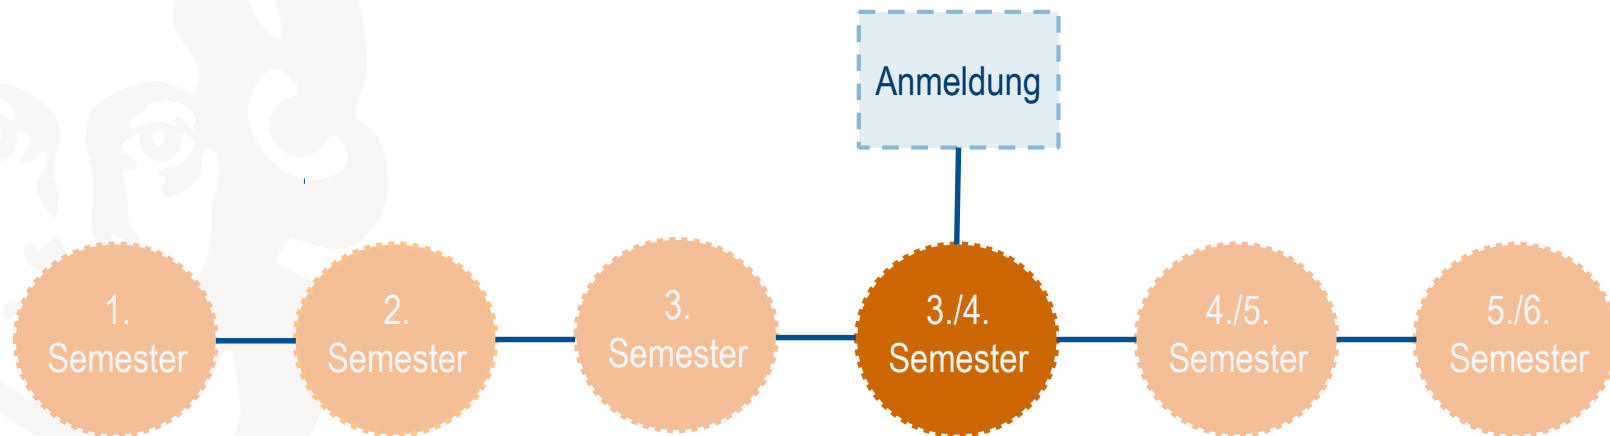 Anmeldung
1.
Semester
2.
Semester
3.
Semester
3./4.
Semester
4./5.
Semester
5./6.
Semester